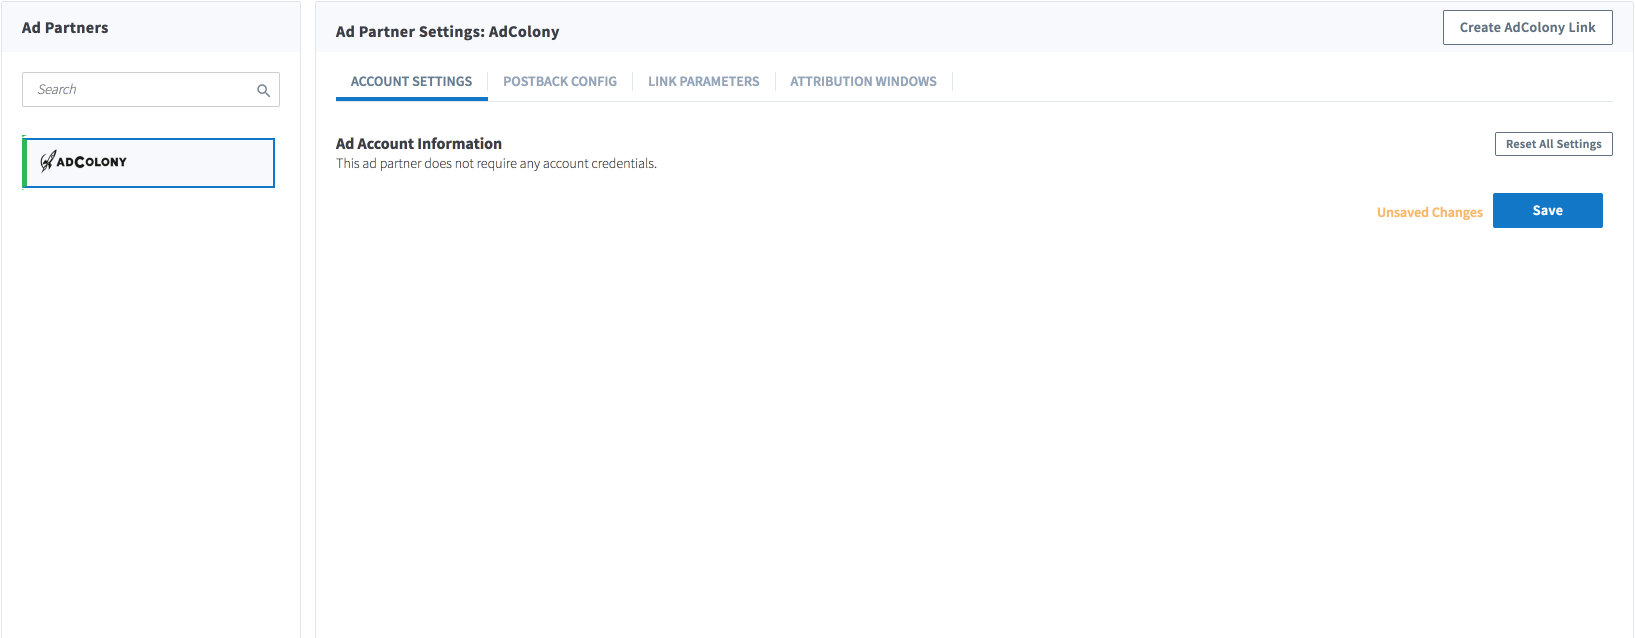 Ad Partners
Search
ADCOLONY
Ad Partner Settings: AdColony
Create AdColony Link
ACCOUNT SETTINGS
POSTBACK CONFIG
LINK PARAMETERS
ATTRIBUTION WINDOWS
Ad Account Information
This ad partner does not require any account credentials.
Reset All Settings
Unsaved Changes
Save